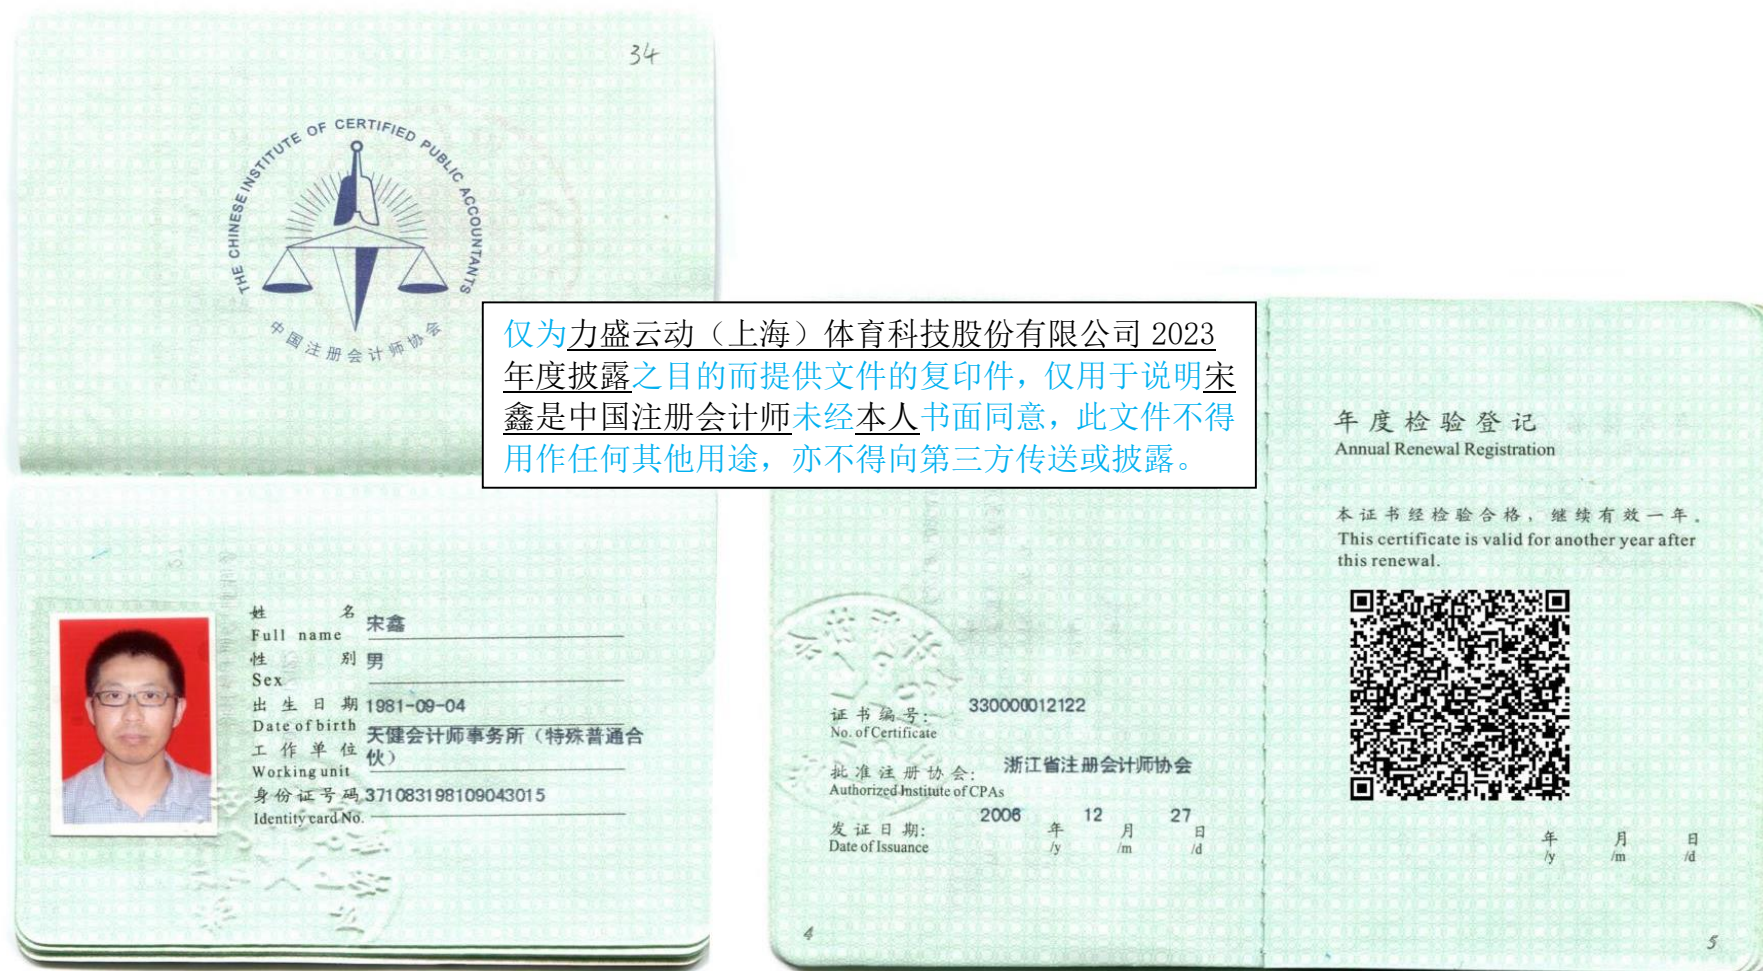 34
THE CHINESE INSTITUTE OF CERTIFIED PUBLIC ACCOUNTANTS
中国注册会计师协会
仅为力盛云动（上海）体育科技股份有限公司 2023
年度披露之目的而提供文件的复印件，仅用于说明宋
鑫是中国注册会计师未经本人书面同意，此文件不得
用作任何其他用途，亦不得向第三方传送或披露。
姓 名 宋鑫
Full name
性 别 男
Sex
出生日期 1981-09-04
Date of birth
工作单位 天健会计师事务所（特殊普通合
伙）
Working unit
身份证号码 371083198109043015
Identity card No.
证书编号: 330000012122
No. of Certificate
批准注册协会: 浙江省注册会计师协会
Authorized Institute of CPAs
发证日期: 2006 年 12 月 27 日
Date of Issuance /y /m /d
4
年度检验登记
Annual Renewal Registration
本证书经检验合格，继续有效一年。
This certificate is valid for another year after
this renewal.
年 月 日
/y /m /d
5